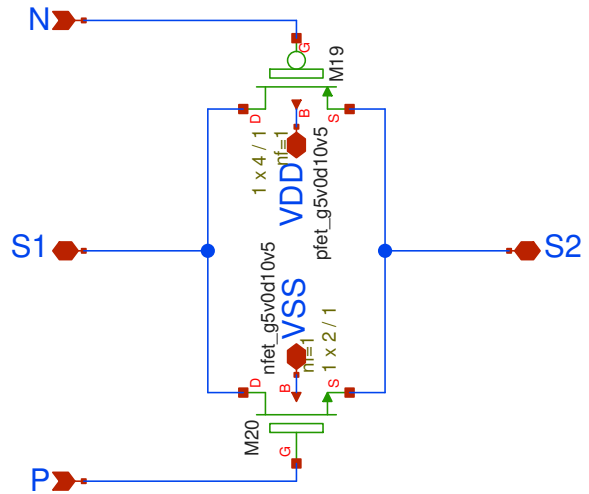 N
G
M19
D
B
S
1 x 4 / 1
nf=1
VDD
pfet_g5v0d10v5
S1
S2
nfet_g5v0d10v5
VSS
nf=1
1 x 2 / 1
D
B
S
M20
G
P